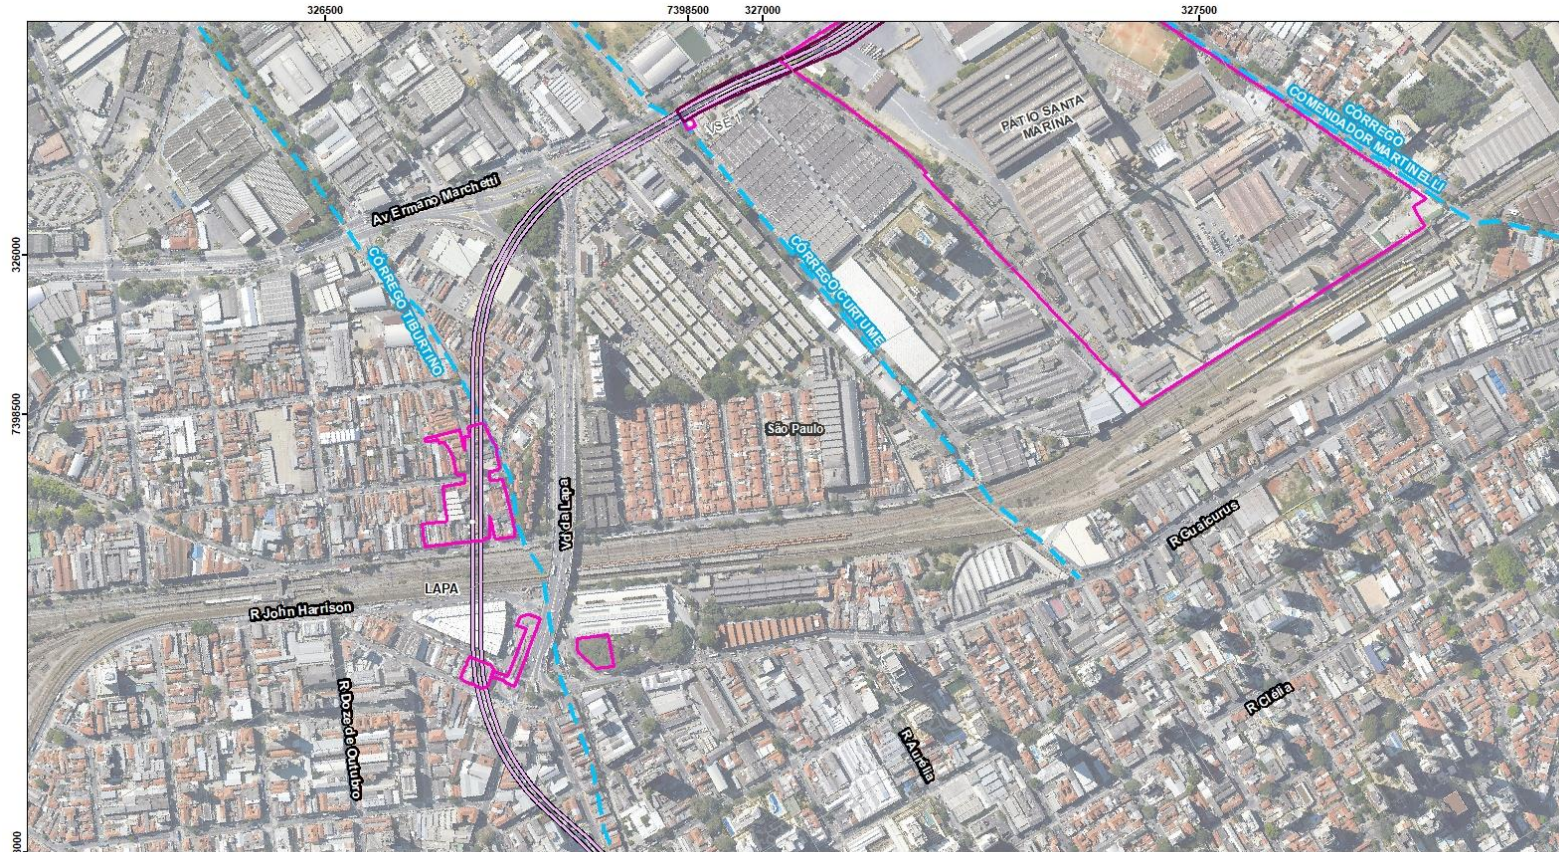 326500
7398500
327000
327500
CÓRREGO
COMENDADOR MARTINELLI
PÁTIO SANTA
MARINA
VSE 1
Av Ermano Marchetti
326000
CÓRREGO TIBURTINO
CÓRREGO CURTUME
7398500
São Paulo
Vd da Lapa
R Guaicurus
LAPA
R John Harrison
R Doze de Outubro
R Clélia
R Aurélia